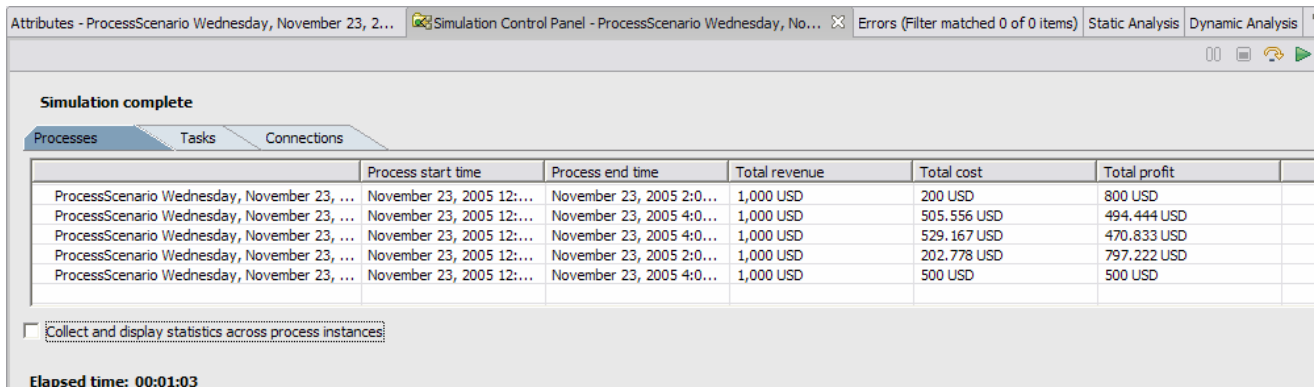 Attributes - ProcessScenario Wednesday, November 23, 2... Simulation Control Panel - ProcessScenario Wednesday, No... Errors (Filter matched 0 of 0 items) Static Analysis Dynamic Analysis
Simulation complete
Processes Tasks Connections
Process start time Process end time Total revenue Total cost Total profit
ProcessScenario Wednesday, November 23, ... November 23, 2005 12:... November 23, 2005 2:0... 1,000 USD 200 USD 800 USD
ProcessScenario Wednesday, November 23, ... November 23, 2005 12:... November 23, 2005 4:0... 1,000 USD 505.556 USD 494.444 USD
ProcessScenario Wednesday, November 23, ... November 23, 2005 12:... November 23, 2005 4:0... 1,000 USD 529.167 USD 470.833 USD
ProcessScenario Wednesday, November 23, ... November 23, 2005 12:... November 23, 2005 2:0... 1,000 USD 202.778 USD 797.222 USD
ProcessScenario Wednesday, November 23, ... November 23, 2005 12:... November 23, 2005 4:0... 1,000 USD 500 USD 500 USD
Collect and display statistics across process instances
Elapsed time: 00:01:03